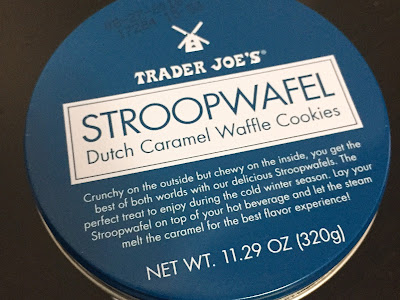 TRADER JOE'S®
STROOPWAFEL
Dutch Caramel Waffle Cookies
Crunchy on the outside but chewy on the inside, you get the
best of both worlds with our delicious Stroopwafels. The
perfect treat to enjoy during the cold winter season. Lay your
Stroopwafel on top of your hot beverage and let the steam
melt the caramel for the best flavor experience!
NET WT. 11.29 OZ (320g)